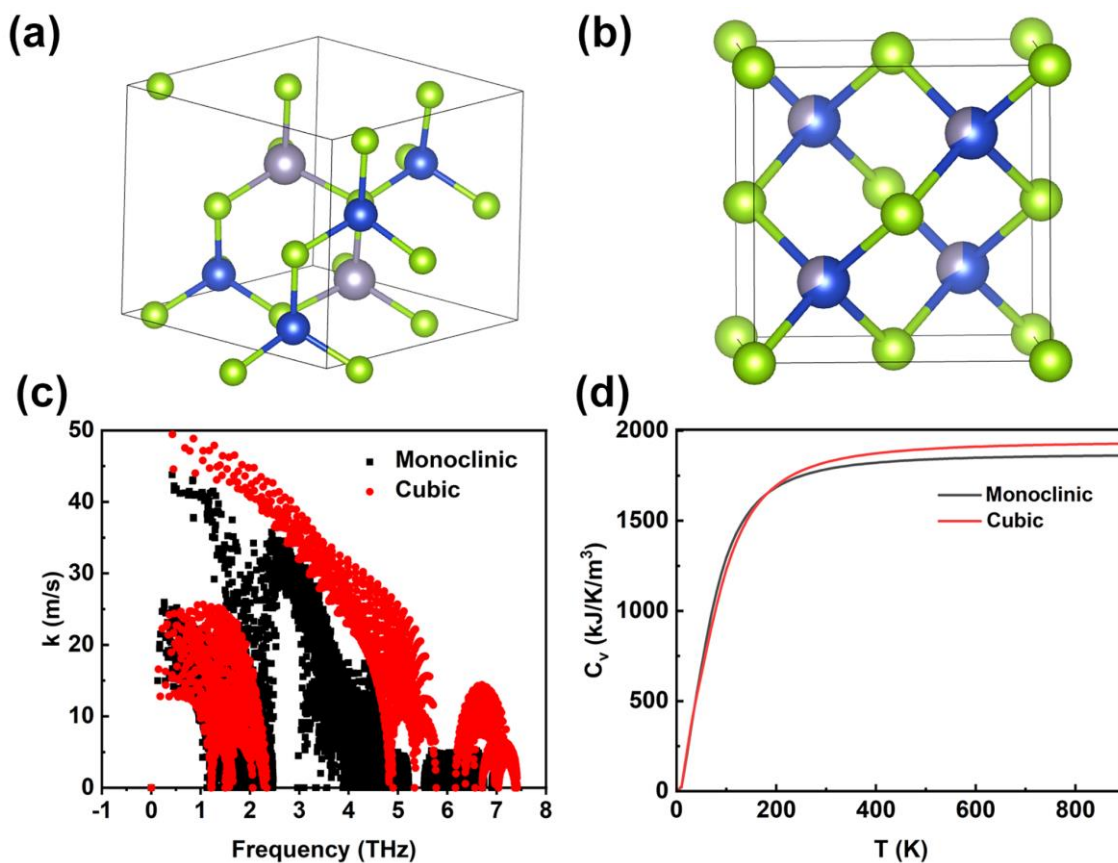 (a)
(b)
(c)
50
40
30
20
10
0
k (m/s)
Monoclinic
Cubic
-1 0 1 2 3 4 5 6 7 8
Frequency (THz)
(d)
2000
1500
1000
500
0
Cᵥ (kJ/K/m³)
Monoclinic
Cubic
0 200 400 600 800
T (K)